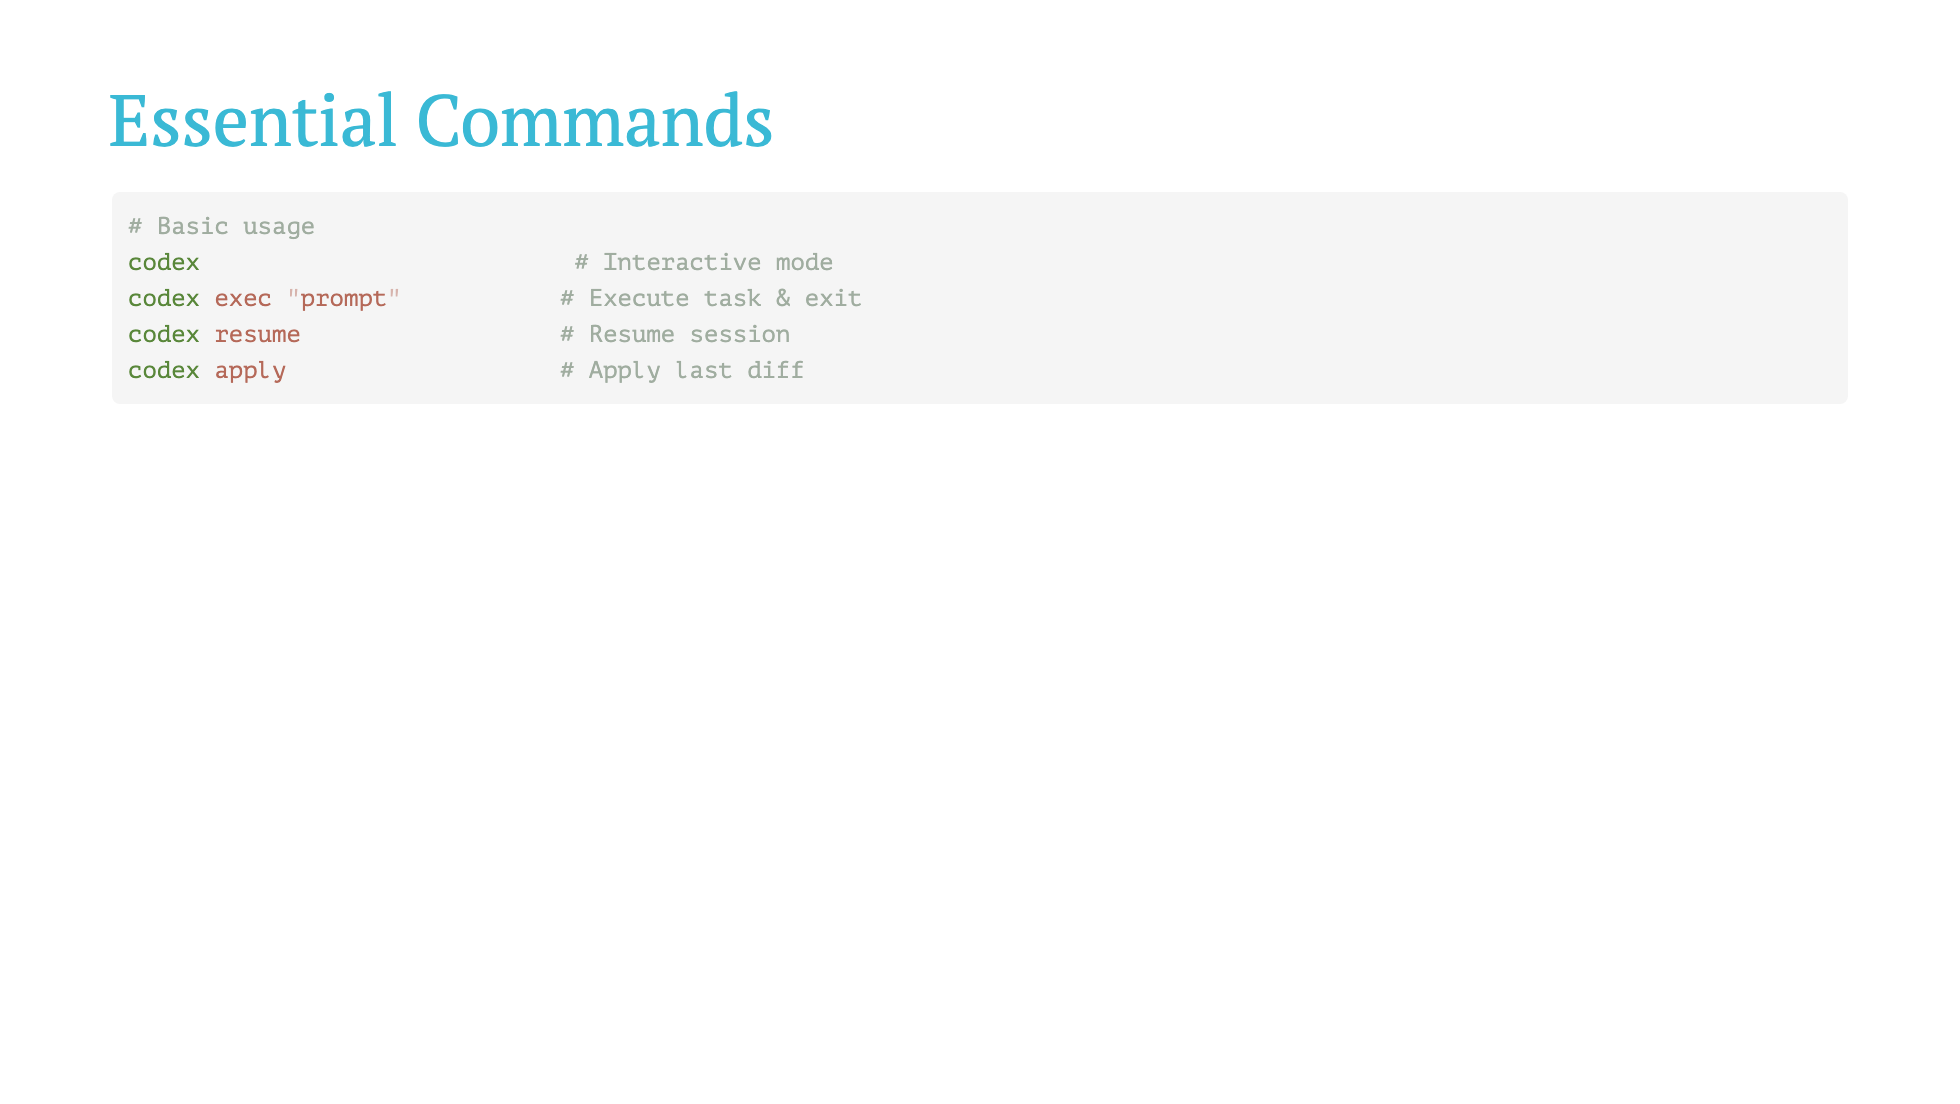 Essential Commands
# Basic usage
codex                          # Interactive mode
codex exec "prompt"           # Execute task & exit
codex resume                  # Resume session
codex apply                   # Apply last diff